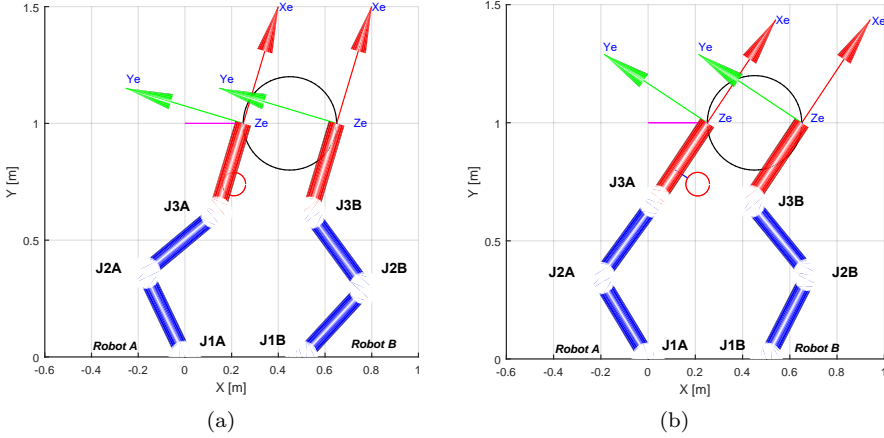 1.5
Xe
Xe
Ye
Ye
1
Ze
Ze
Y [m]
J3A
J3B
0.5
J2A
J2B
J1A
J1B
Robot A
Robot B
0
-0.6
-0.4
-0.2
0
0.2
0.4
0.6
0.8
1
X [m]
(a)
1.5
Xe
Xe
Ye
Ye
1
Ze
Ze
Y [m]
J3A
J3B
0.5
J2A
J2B
J1A
J1B
Robot A
Robot B
0
-0.6
-0.4
-0.2
0
0.2
0.4
0.6
0.8
1
X [m]
(b)